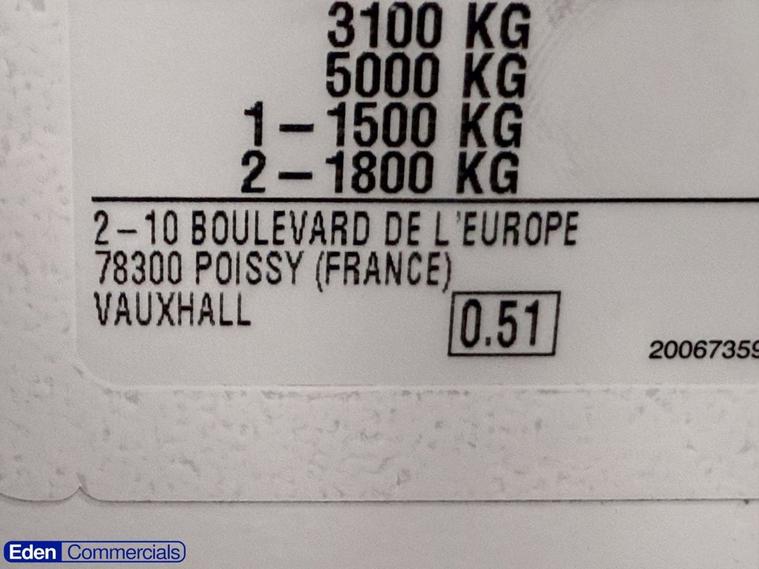 3100 KG
5000 KG
1-1500 KG
2-1800 KG
2-10 BOULEVARD DE L'EUROPE
78300 POISSY (FRANCE)
VAUXHALL
0.51
20067359
Eden Commercials